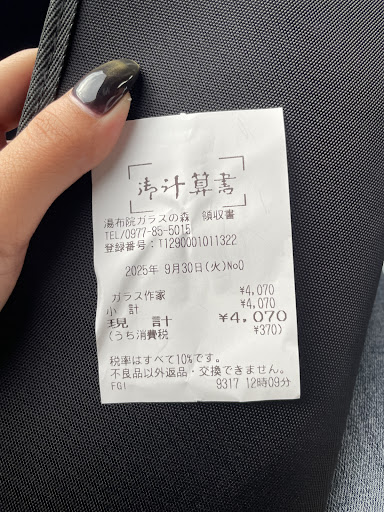 御計算書
湯布院ガラスの森 領収書
TEL/0977-85-5015
登録番号:T1290001011322
2025年 9月30日(火)No0
ガラス作家 ¥4,070
小 計 ¥4,070
現 計 ¥4,070
(うち消費税 ¥370)
税率はすべて10%です。
不良品以外返品・交換できません。
FG1 9317 12時09分